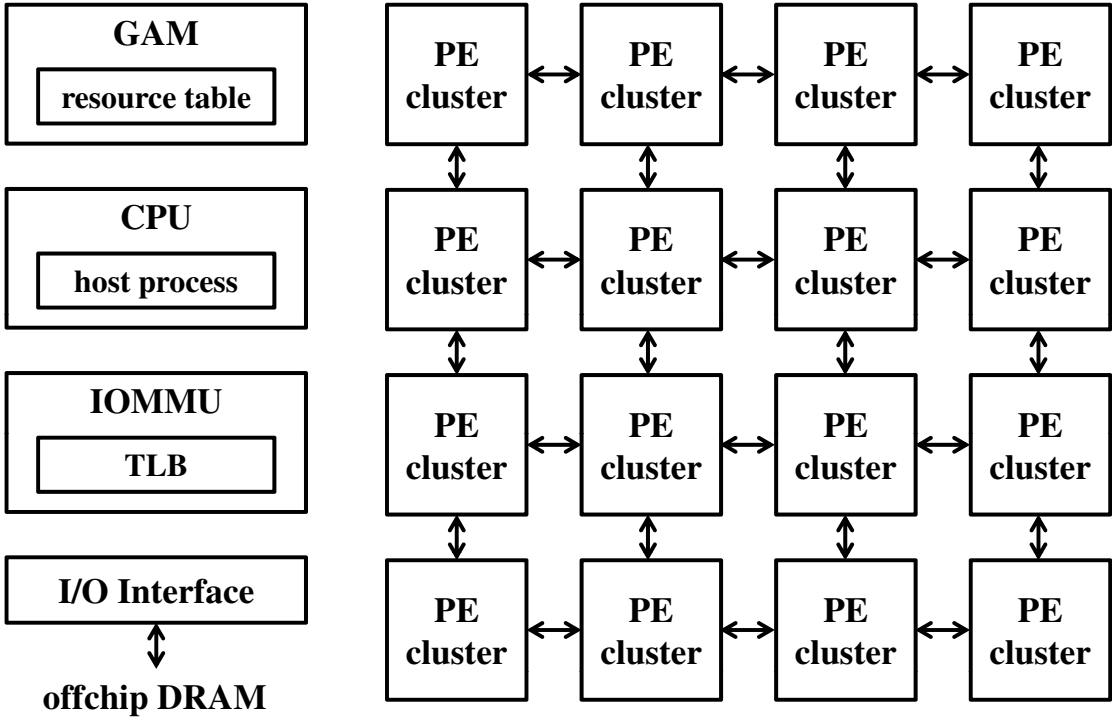 GAM
resource table
CPU
host process
IOMMU
TLB
I/O Interface
offchip DRAM
PE
cluster
PE
cluster
PE
cluster
PE
cluster
PE
cluster
PE
cluster
PE
cluster
PE
cluster
PE
cluster
PE
cluster
PE
cluster
PE
cluster
PE
cluster
PE
cluster
PE
cluster
PE
cluster